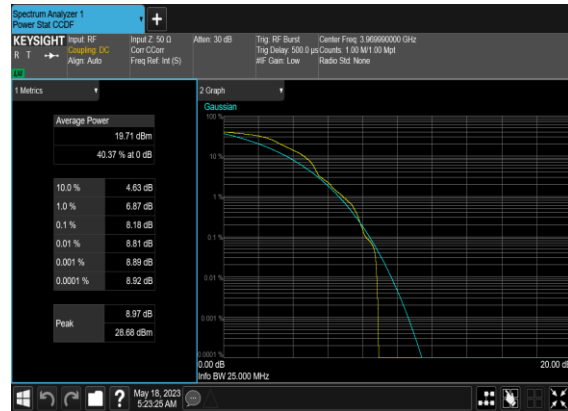 Spectrum Analyzer 1
Power Stat CCDF
KEYSIGHT
R T
LW
Input: RF
Coupling: DC
Align: Auto
Input Z: 50 Ω
Corr CCorr
Freq Ref: Int (S)
Atten: 30 dB
Trig: RF Burst
Trig Delay: 500.0 µs
#IF Gain: Low
Center Freq: 3.969990000 GHz
Counts: 1.00 M/1.00 Mpt
Radio Std: None
1 Metrics
Average Power
19.71 dBm
40.37 % at 0 dB
10.0 % 4.63 dB
1.0 % 6.87 dB
0.1 % 8.18 dB
0.01 % 8.81 dB
0.001 % 8.89 dB
0.0001 % 8.92 dB
Peak 8.97 dB
28.68 dBm
2 Graph
Gaussian
100 %
10 %
1 %
0.1 %
0.01 %
0.001 %
0.0001 %
0.00 dB 20.00 dB
Info BW 25.000 MHz
? May 18, 2023
5:23:25 AM